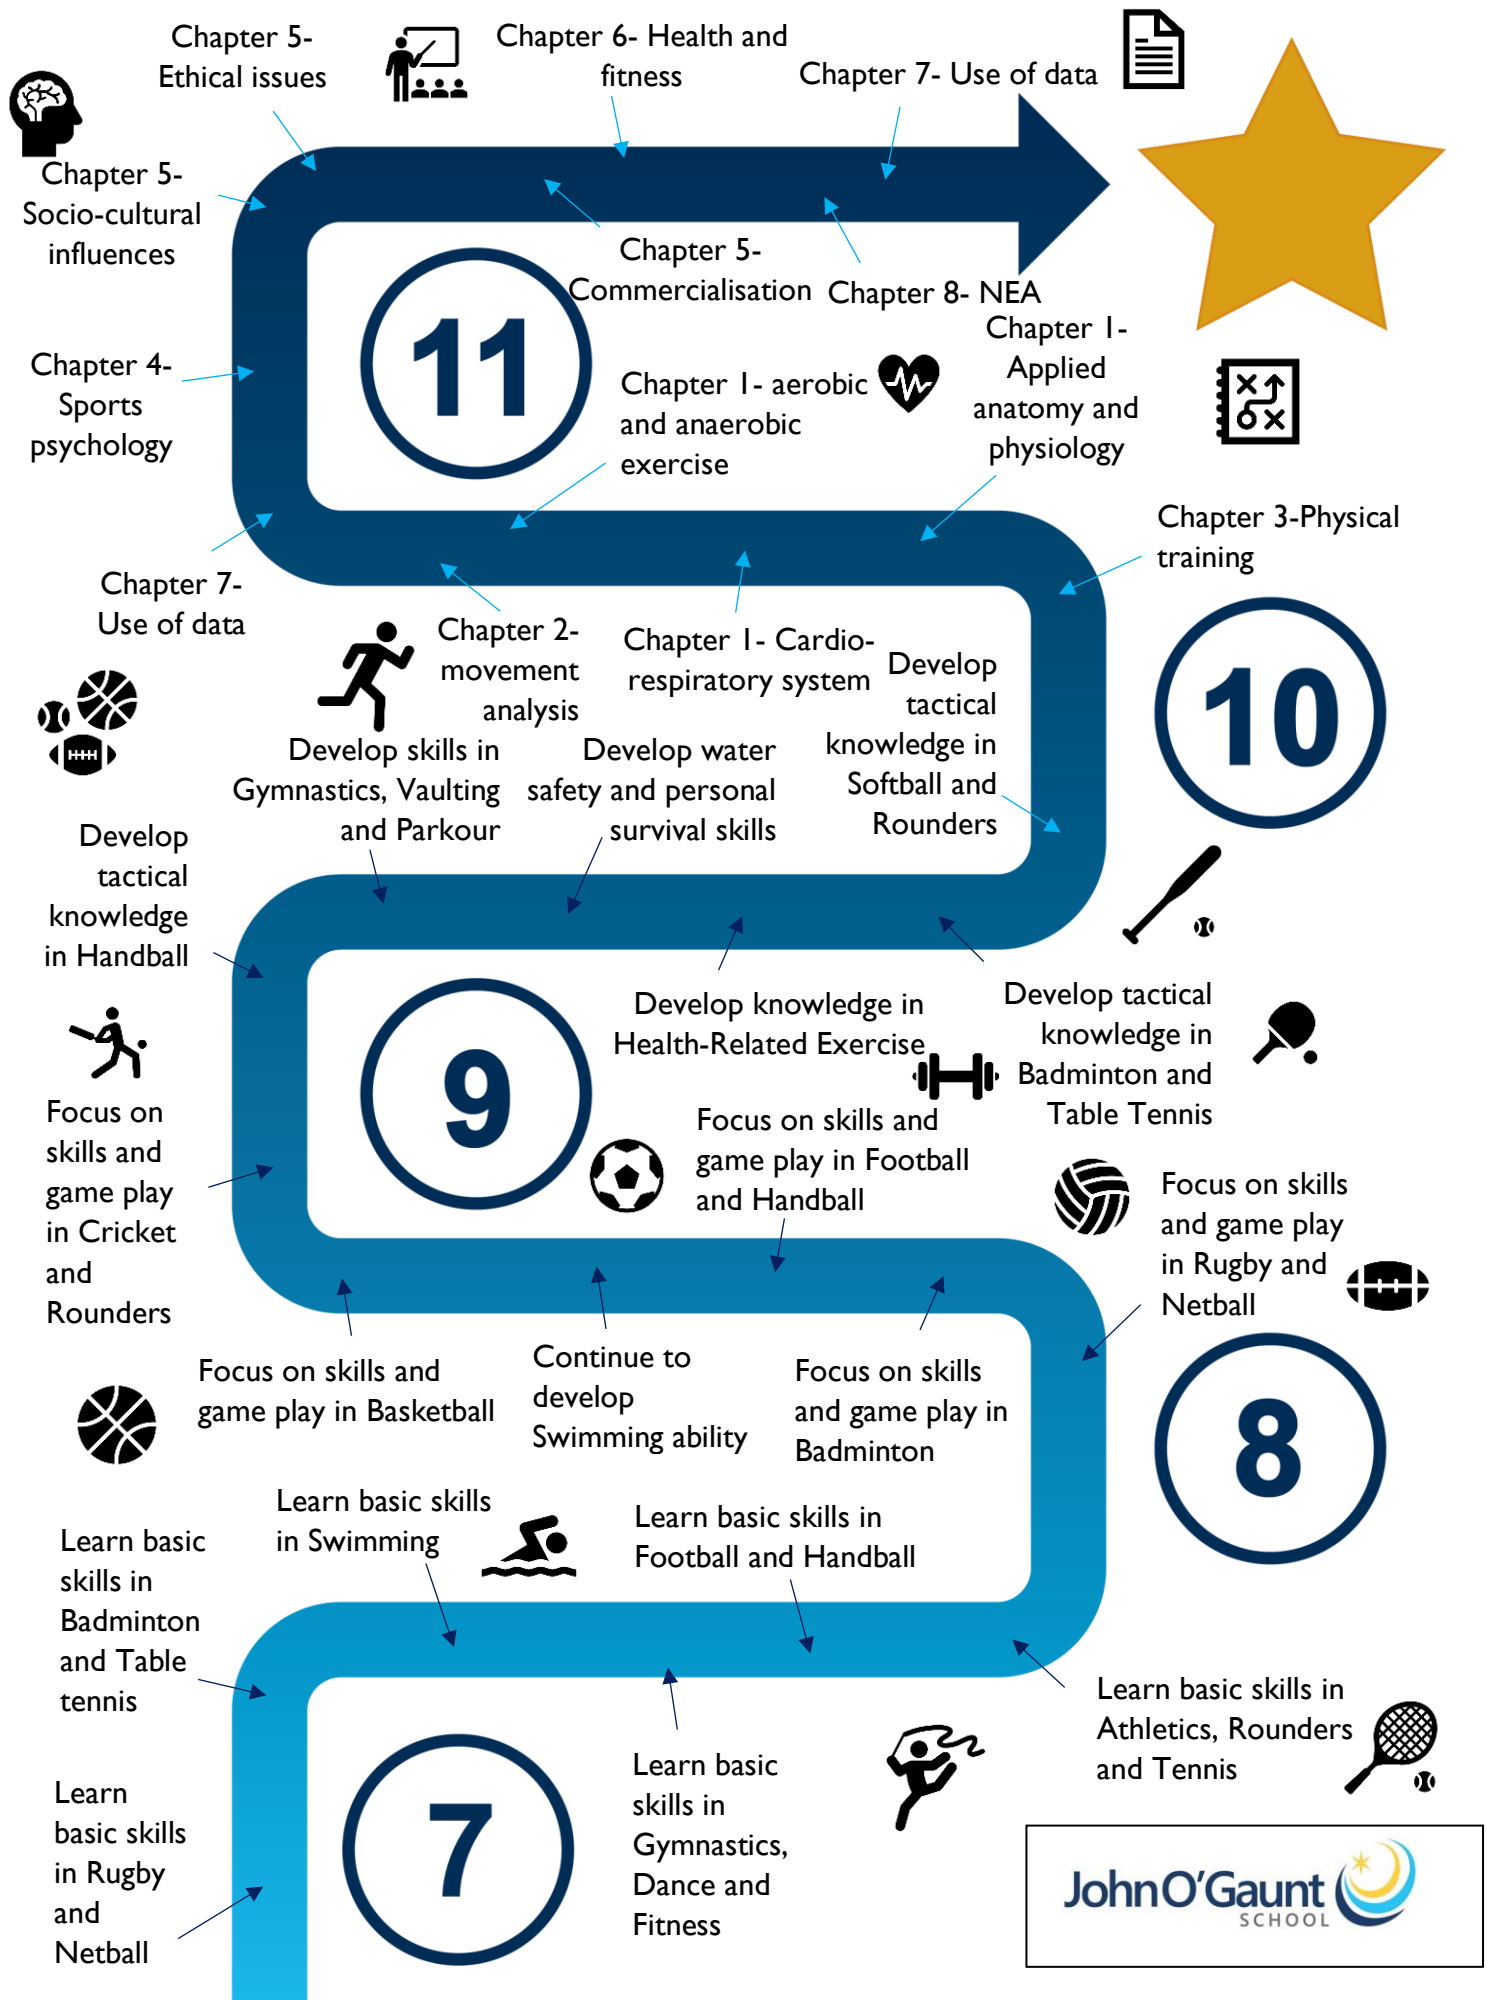 Chapter 5-
Ethical issues
Chapter 6- Health and
fitness
Chapter 7- Use of data
Chapter 5-
Socio-cultural
influences
Chapter 5-
Commercialisation
Chapter 8- NEA
11
Chapter 4-
Sports
psychology
Chapter 1- aerobic
and anaerobic
exercise
Chapter 1-
Applied
anatomy and
physiology
Chapter 3-Physical
training
Chapter 7-
Use of data
Chapter 2-
movement
analysis
Chapter 1- Cardio-
respiratory system
10
Develop
tactical
knowledge in
Softball and
Rounders
Develop skills in
Gymnastics, Vaulting
and Parkour
Develop water
safety and personal
survival skills
Develop
tactical
knowledge
in Handball
Develop knowledge in
Health-Related Exercise
Develop tactical
knowledge in
Badminton and
Table Tennis
9
Focus on
skills and
game play
in Cricket
and
Rounders
Focus on skills and
game play in Football
and Handball
Focus on skills
and game play
in Rugby and
Netball
Focus on skills and
game play in Basketball
Continue to
develop
Swimming ability
Focus on skills
and game play in
Badminton
8
Learn basic skills
in Swimming
Learn basic skills in
Football and Handball
Learn basic
skills in
Badminton
and Table
tennis
Learn basic skills in
Athletics, Rounders
and Tennis
7
Learn basic
skills in
Gymnastics,
Dance and
Fitness
Learn
basic skills
in Rugby
and
Netball
John O'Gaunt
SCHOOL